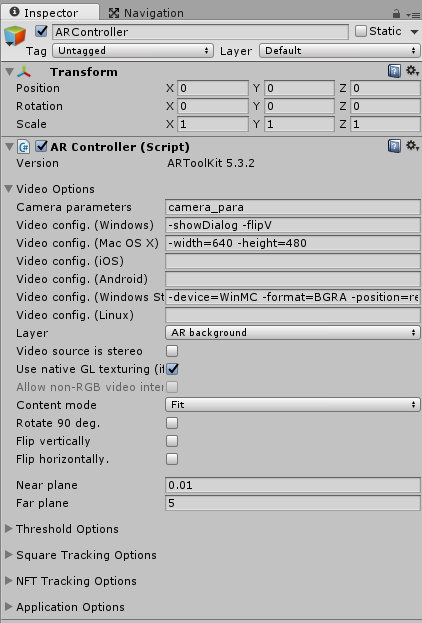 Inspector Navigation
ARController Static
Tag Untagged Layer Default
Transform
Position X 0 Y 0 Z 0
Rotation X 0 Y 0 Z 0
Scale X 1 Y 1 Z 1
AR Controller (Script)
Version ARToolKit 5.3.2
Video Options
Camera parameters camera_para
Video config. (Windows) -showDialog -flipV
Video config. (Mac OS X) -width=640 -height=480
Video config. (iOS)
Video config. (Android)
Video config. (Windows St -device=WinMC -format=BGRA -position=re
Video config. (Linux)
Layer AR background
Video source is stereo
Use native GL texturing (if
Allow non-RGB video inter
Content mode Fit
Rotate 90 deg.
Flip vertically
Flip horizontally.
Near plane 0.01
Far plane 5
Threshold Options
Square Tracking Options
NFT Tracking Options
Application Options